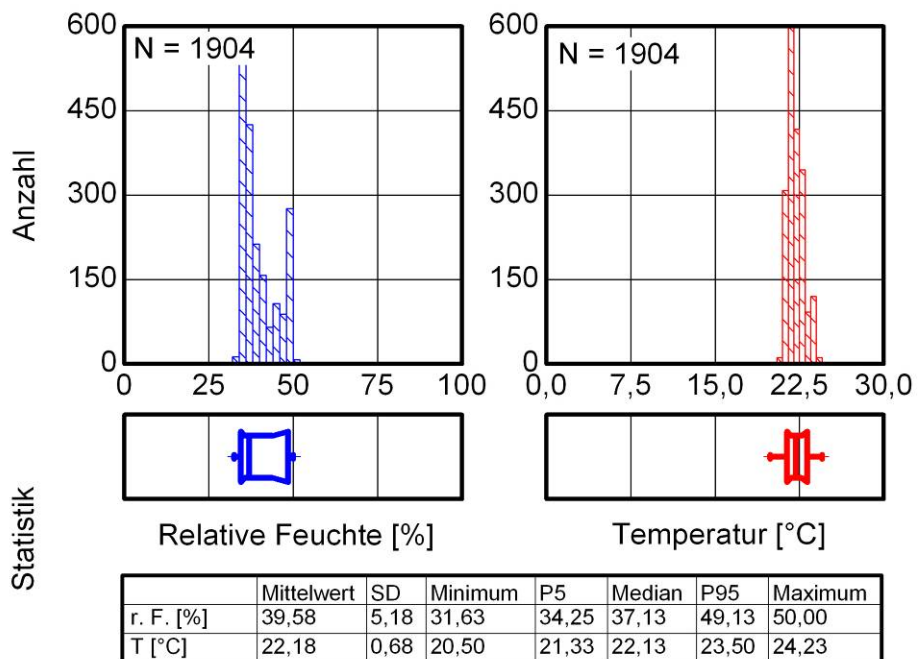 600
450
300
150
0
N = 1904
0
25
50
75
100
600
450
300
150
0
N = 1904
0,0
7,5
15,0
22,5
30,0
Anzahl
Statistik
Relative Feuchte [%]
Temperatur [°C]
Mittelwert SD Minimum P5 Median P95 Maximum
r. F. [%] 39,58 5,18 31,63 34,25 37,13 49,13 50,00
T [°C] 22,18 0,68 20,50 21,33 22,13 23,50 24,23